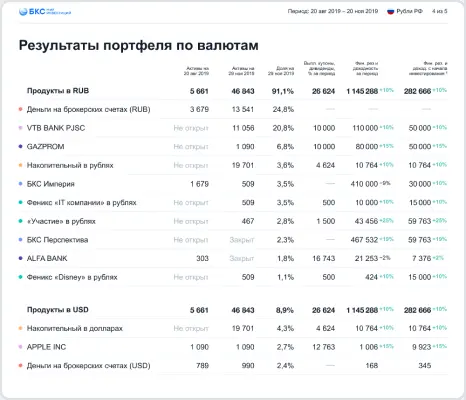 БКС МИР ИНВЕСТИЦИЙ Период: 20 авг 2019 – 20 ноя 2019 Рубли РФ 4 из 5
Результаты портфеля по валютам
Активы на 20 авг 2019 Активы на 20 ноя 2019 Доля на 20 ноя 2019 Выпл. купоны, дивиденды, % за период Фин. рез и доходность за период Фин. рез. и доход. с начала инвестирования
Продукты в RUB 5 661 46 843 91,1% 26 624 1 145 288 +10% 282 666 +10%
Деньги на брокерских счетах (RUB) 3 679 13 541 24,8% — — —
VTB BANK PJSC Не открыт 11 056 20,8% 10 000 110 000 +10% 50 000 +10%
GAZPROM Не открыт 1 090 6,8% 10 000 80 000 +15% 50 000 +15%
Накопительный в рублях Не открыт 19 701 3,6% 4 624 10 764 +15% 10 764 +15%
БКС Империя 1 679 509 3,5% — 410 000 −9% 30 000 +10%
Феникс «IT компании» в рублях Не открыт 509 3,5% 500 10 000 +10% 15 000 +10%
«Участие» в рублях Не открыт 467 2,8% 1 500 43 456 +25% 59 763 +25%
БКС Перспектива Не открыт Закрыт 2,3% — 467 532 +19% 59 763 +19%
ALFA BANK 303 Закрыт 1,8% 16 743 21 253 −2% 7 376 +2%
Феникс «Disney» в рублях Не открыт 509 1,1% 500 424 +10% 15 000 +10%
Продукты в USD 5 661 46 843 8,9% 26 624 1 145 288 +10% 282 666 +10%
Накопительный в долларах Не открыт 19 701 4,3% 4 624 10 764 +10% 10 764 +10%
APPLE INC 1 090 1 090 2,7% 12 763 1 006 +15% 9 923 +15%
Деньги на брокерских счетах (USD) 789 990 2,4% — 168 345